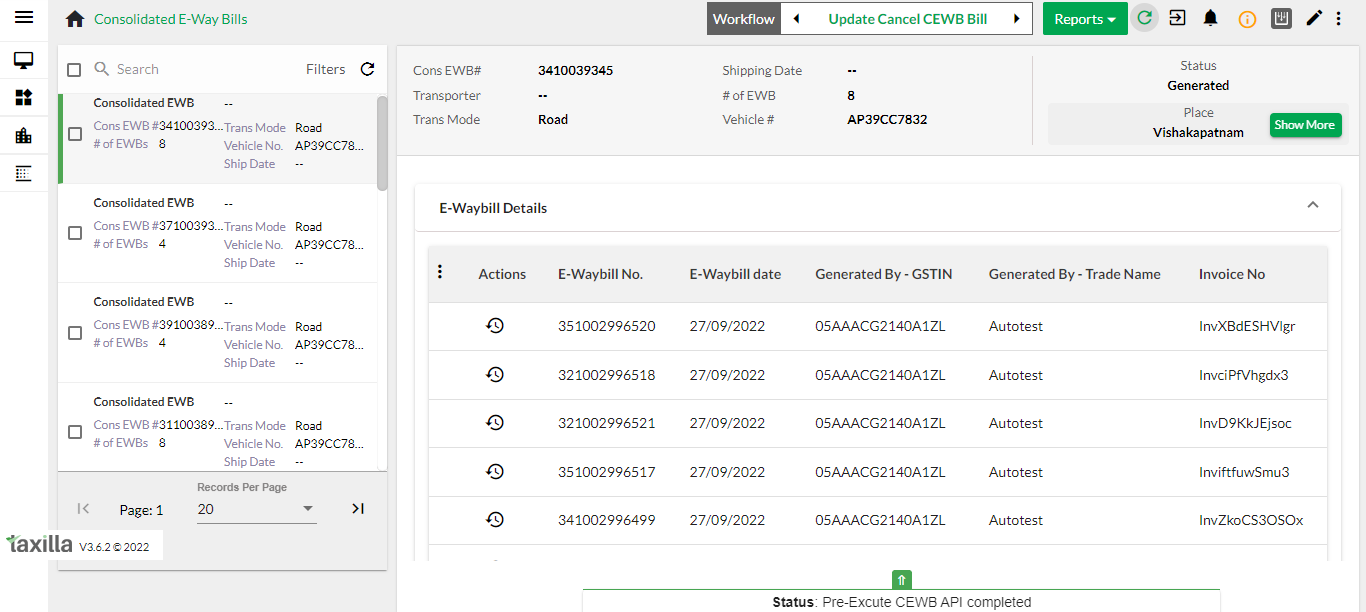 Consolidated E-Way Bills
Workflow Update Cancel CEWB Bill Reports
Search Filters
Consolidated EWB --
Cons EWB #34100393... Trans Mode Road
# of EWBs 8 Vehicle No. AP39CC78...
Ship Date --
Consolidated EWB --
Cons EWB #37100393... Trans Mode Road
# of EWBs 4 Vehicle No. AP39CC78...
Ship Date --
Consolidated EWB --
Cons EWB #39100389... Trans Mode Road
# of EWBs 4 Vehicle No. AP39CC78...
Ship Date --
Consolidated EWB --
Cons EWB #31100389... Trans Mode Road
# of EWBs 8 Vehicle No. AP39CC78...
Ship Date --
Records Per Page
Page: 1 20
taxilla V3.6.2 © 2022
Cons EWB# 3410039345 Shipping Date --
Transporter -- # of EWB 8
Trans Mode Road Vehicle # AP39CC7832
Status
Generated
Place
Vishakapatnam
Show More
E-Waybill Details
Actions E-Waybill No. E-Waybill date Generated By - GSTIN Generated By - Trade Name Invoice No
351002996520 27/09/2022 05AAACG2140A1ZL Autotest InvXBdESHVlgr
321002996518 27/09/2022 05AAACG2140A1ZL Autotest InvciPfVhgdx3
321002996521 27/09/2022 05AAACG2140A1ZL Autotest InvD9KkJEjsoc
351002996517 27/09/2022 05AAACG2140A1ZL Autotest InviftfuwSmu3
341002996499 27/09/2022 05AAACG2140A1ZL Autotest InvZkoCS3OSOx
Status: Pre-Excute CEWB API completed